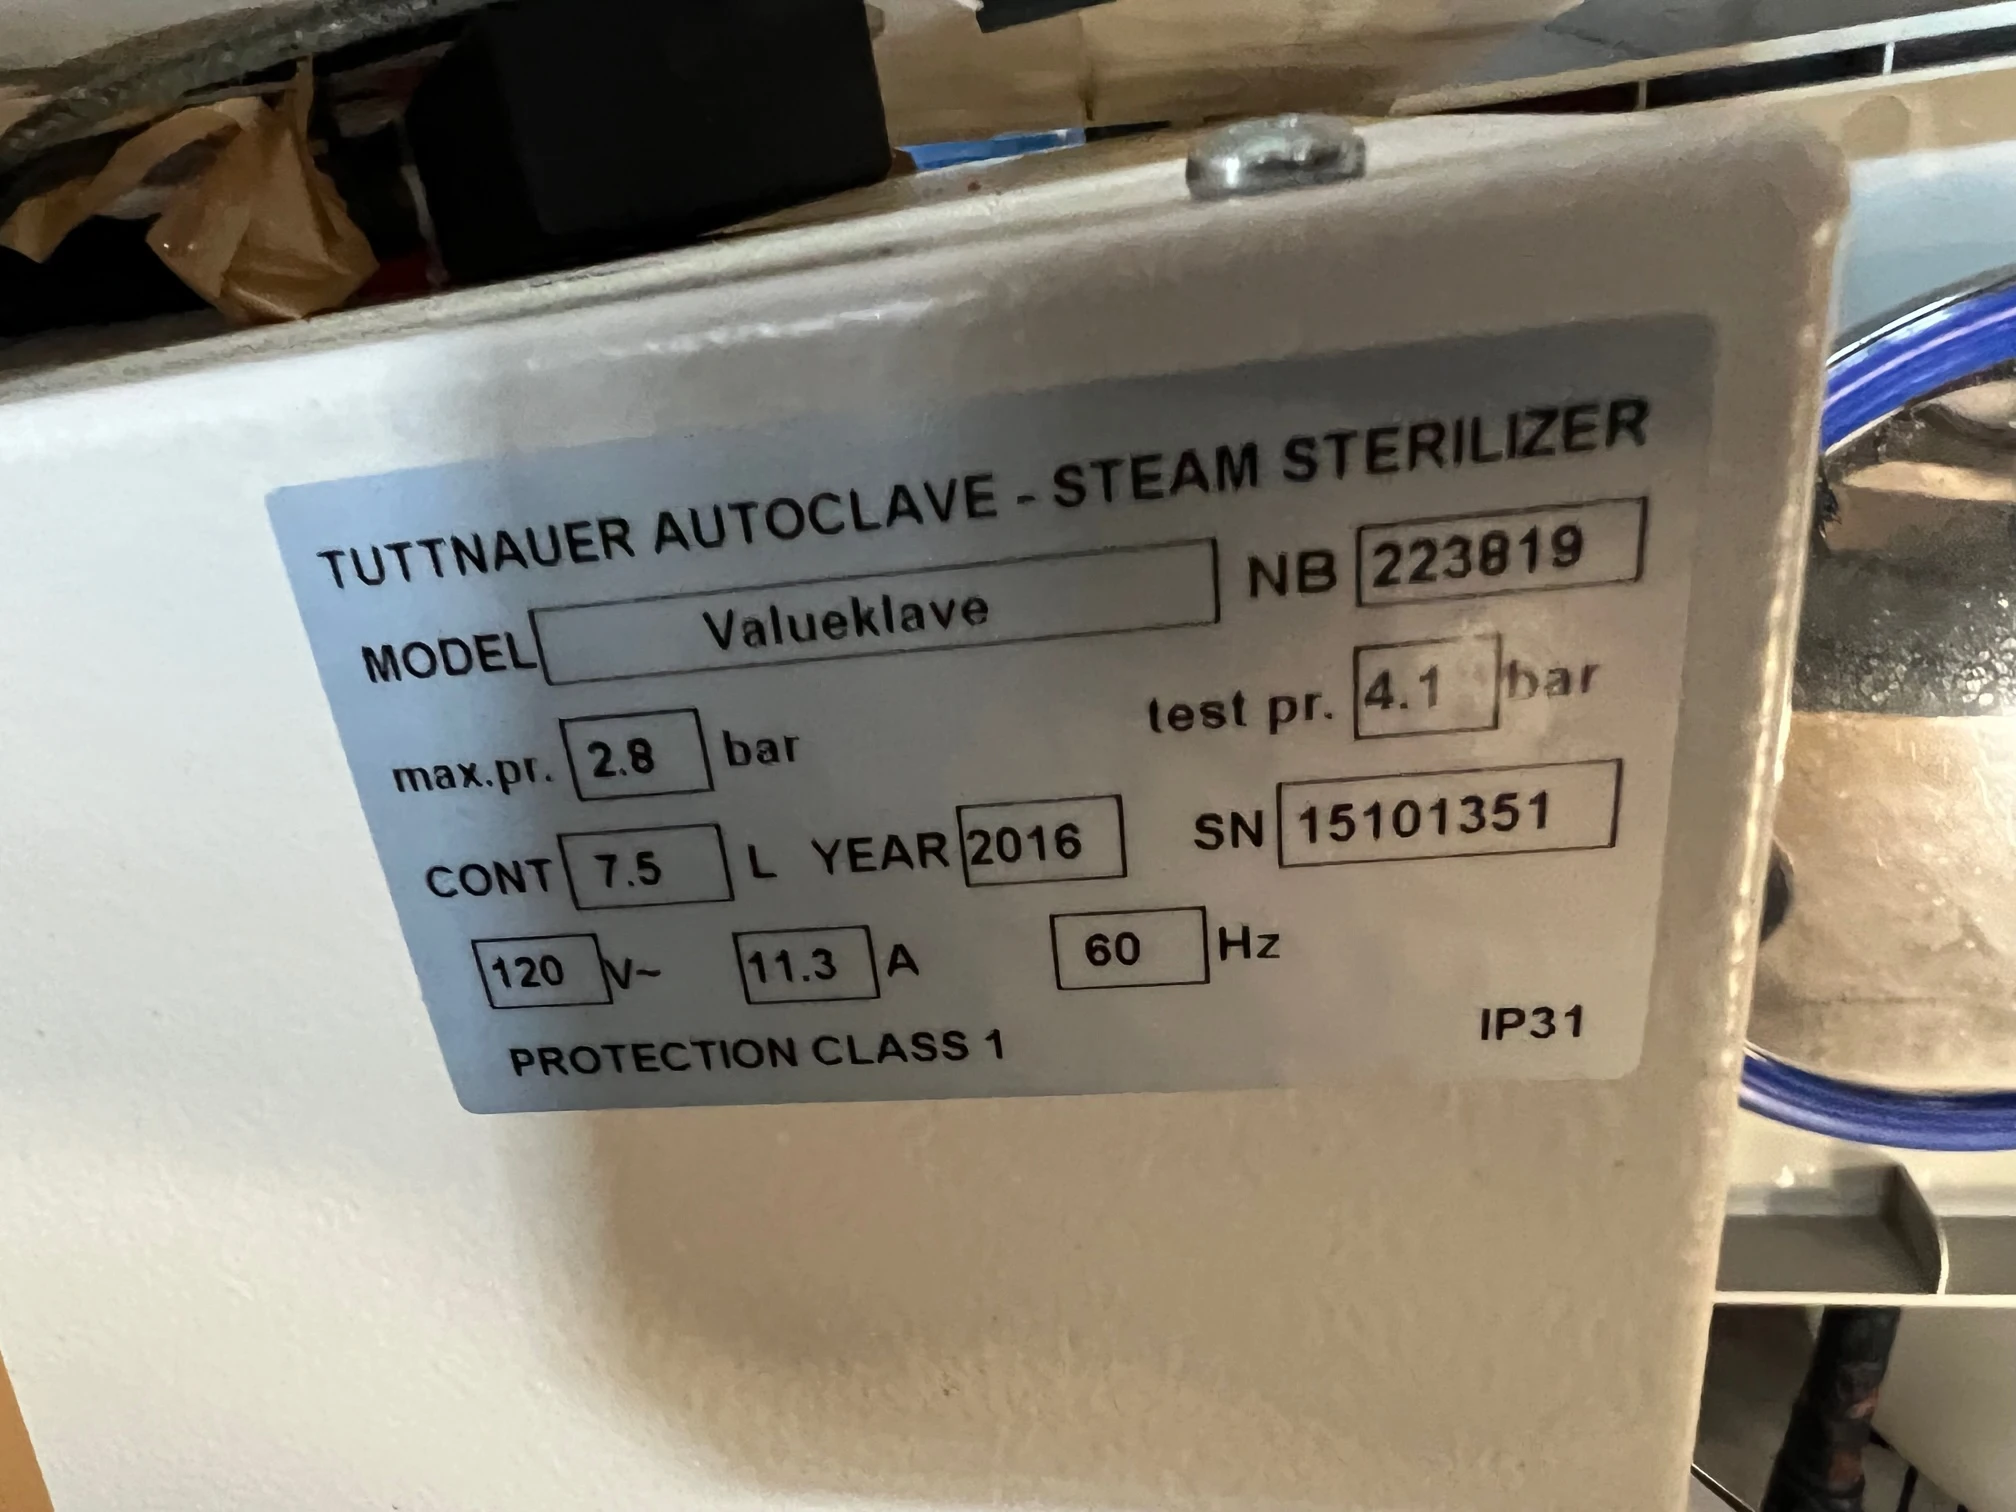 TUTTNAUER AUTOCLAVE - STEAM STERILIZER
MODEL Valueklave NB 223819
max.pr. 2.8 bar test pr. 4.1 bar
CONT 7.5 L YEAR 2016 SN 15101351
120 V~ 11.3 A 60 Hz
PROTECTION CLASS 1 IP31